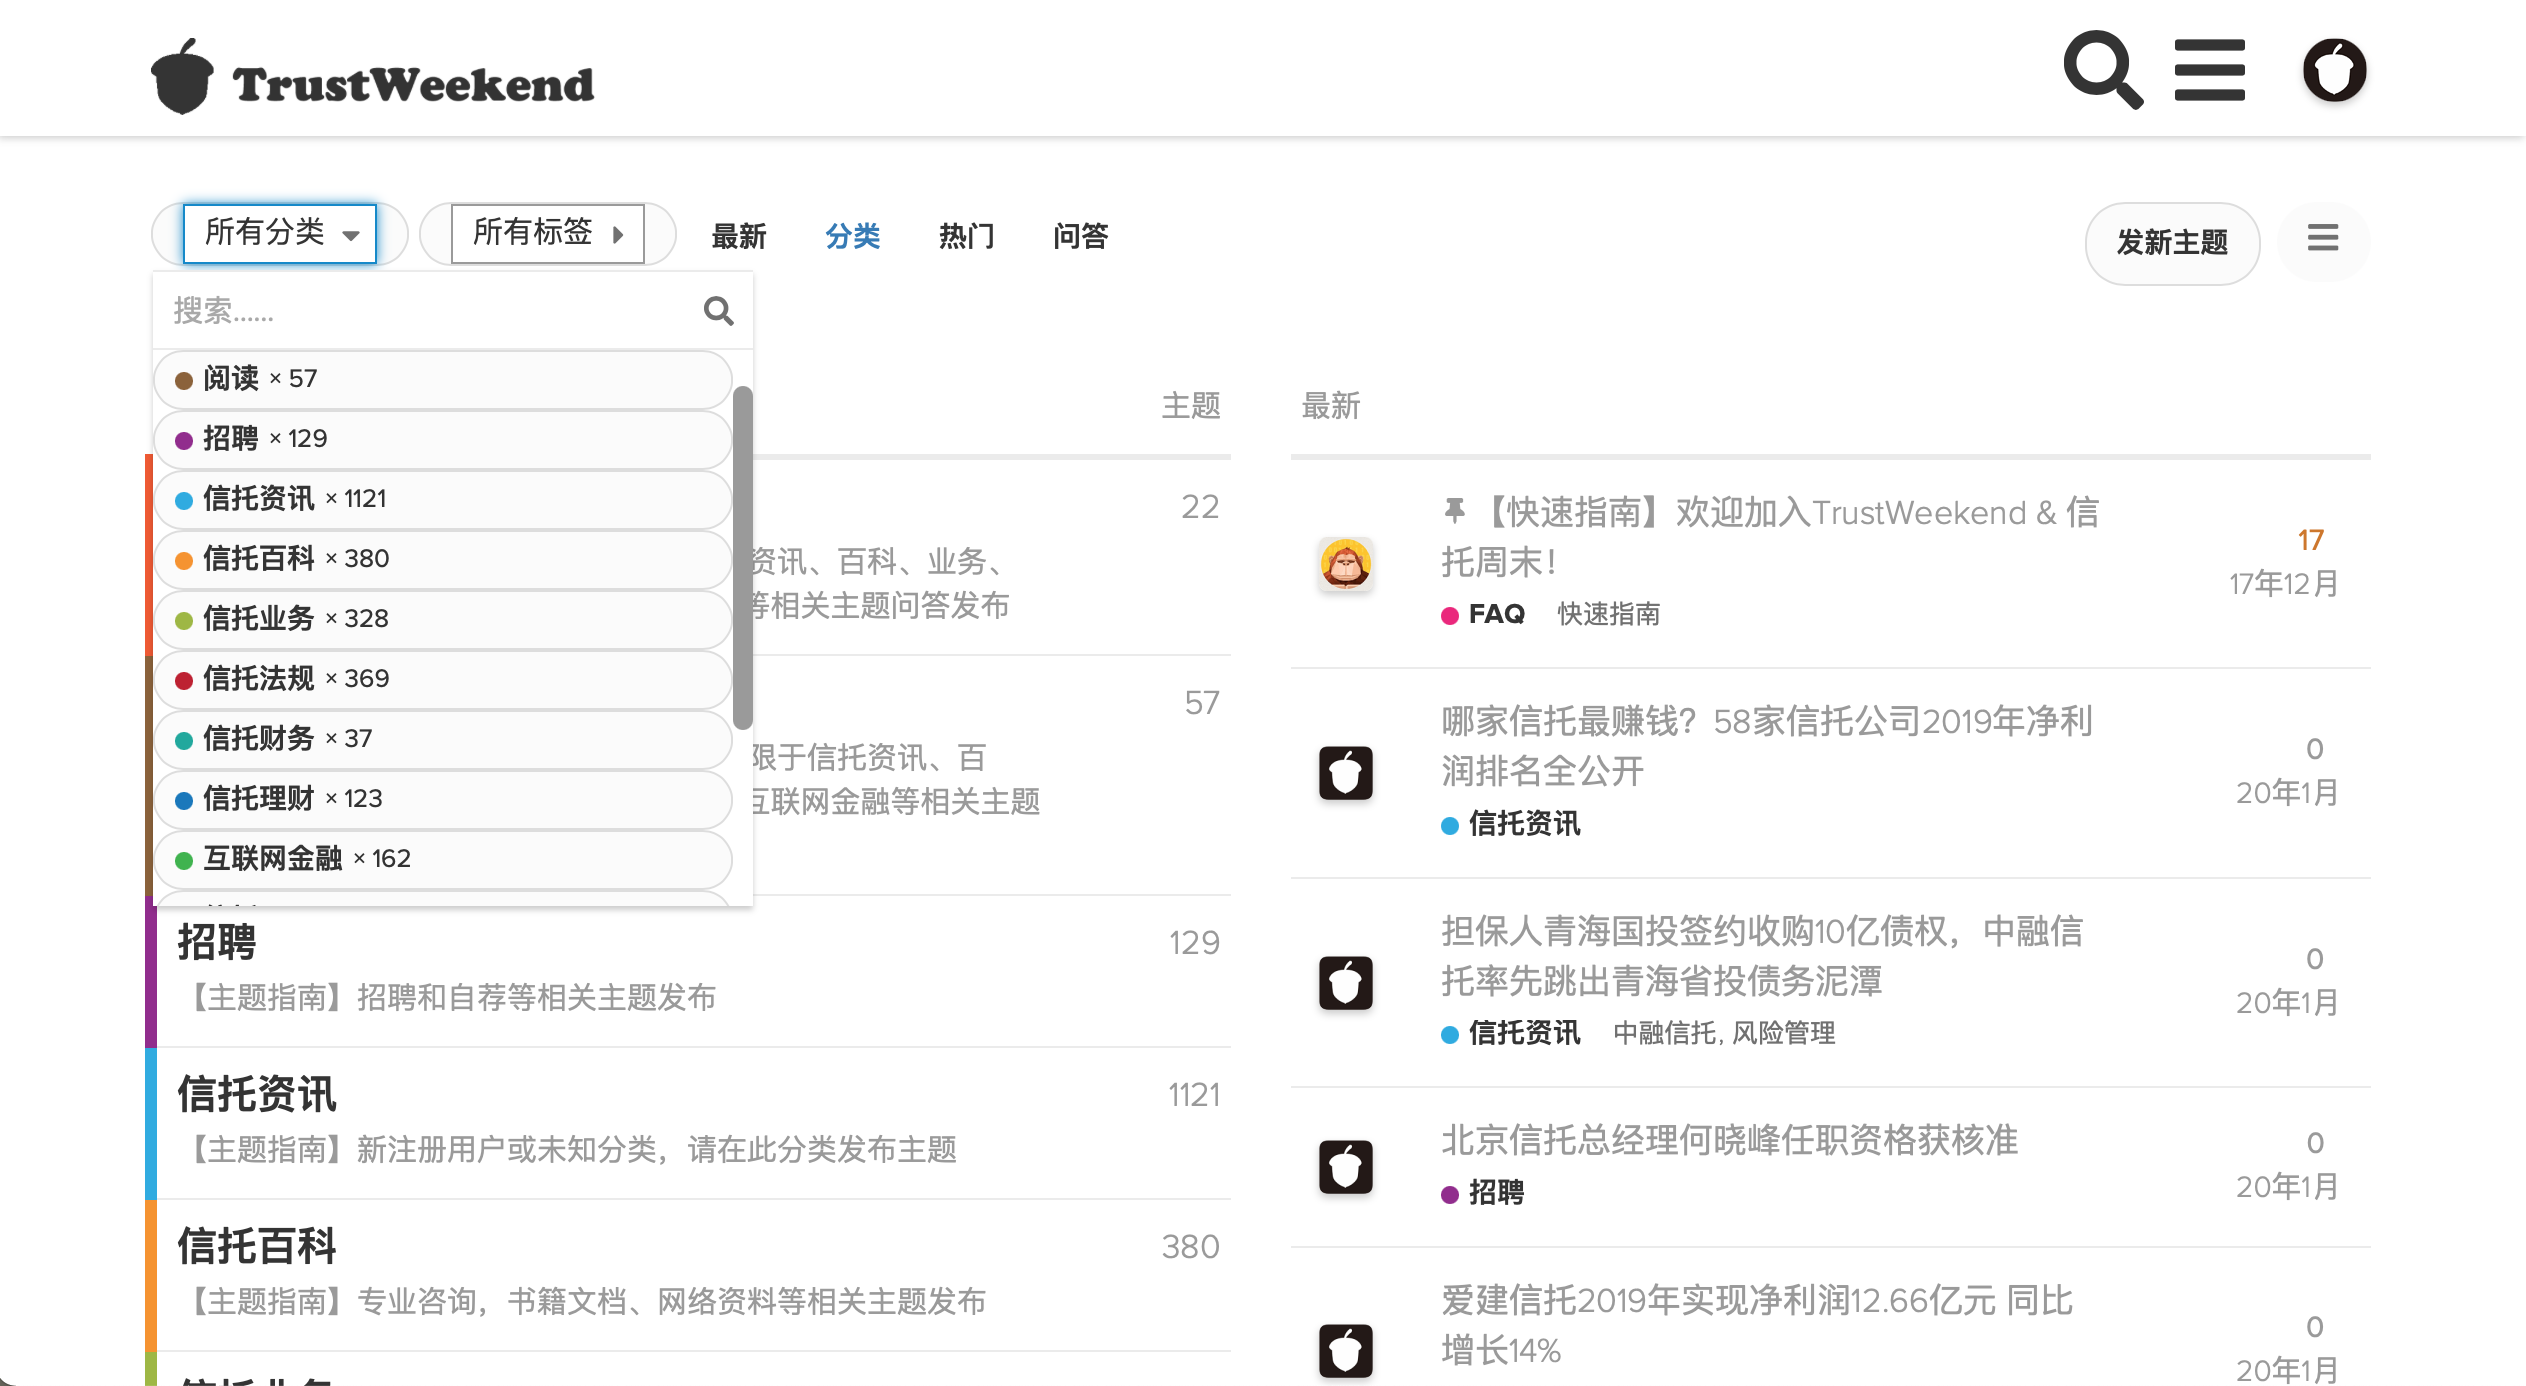 TrustWeekend
所有分类
所有标签
最新
分类
热门
问答
发新主题
搜索......
阅读 × 57
招聘 × 129
信托资讯 × 1121
信托百科 × 380
信托业务 × 328
信托法规 × 369
信托财务 × 37
信托理财 × 123
互联网金融 × 162
主题
22
资讯、百科、业务、
等相关主题问答发布
57
限于信托资讯、百
互联网金融等相关主题
招聘
129
【主题指南】招聘和自荐等相关主题发布
信托资讯
1121
【主题指南】新注册用户或未知分类，请在此分类发布主题
信托百科
380
【主题指南】专业咨询，书籍文档、网络资料等相关主题发布
最新
【快速指南】欢迎加入TrustWeekend & 信
托周末！
FAQ 快速指南
17
17年12月
哪家信托最赚钱？58家信托公司2019年净利
润排名全公开
信托资讯
0
20年1月
担保人青海国投签约收购10亿债权，中融信
托率先跳出青海省投债务泥潭
信托资讯 中融信托, 风险管理
0
20年1月
北京信托总经理何晓峰任职资格获核准
招聘
0
20年1月
爱建信托2019年实现净利润12.66亿元 同比
增长14%
0
20年1月